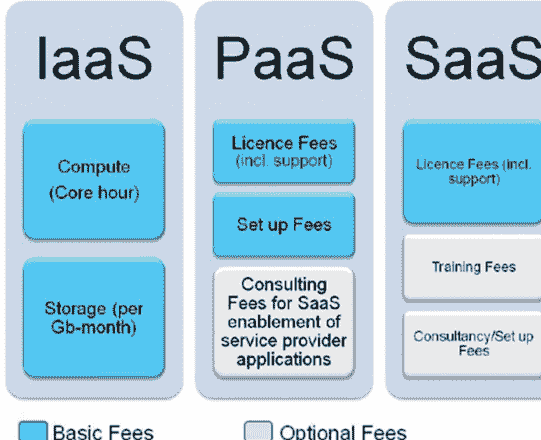 IaaS
Compute
(Core hour)
Storage (per
Gb-month)
PaaS
Licence Fees
(incl. support)
Set up Fees
Consulting
Fees for SaaS
enablement of
service provider
applications
SaaS
Licence Fees (incl.
support)
Training Fees
Consultancy/Set up
Fees
Basic Fees
Optional Fees